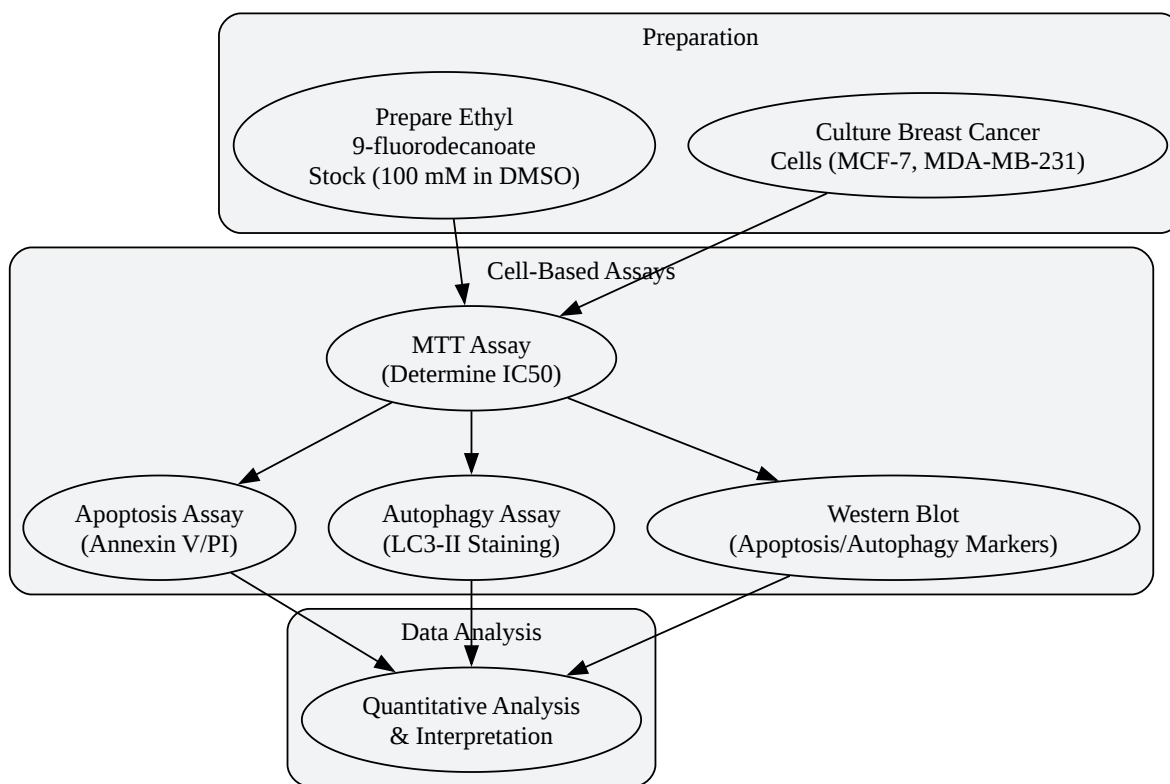 Preparation
Prepare Ethyl
9-fluorodecanoate
Stock (100 mM in DMSO)
Culture Breast Cancer
Cells (MCF-7, MDA-MB-231)
Cell-Based Assays
MTT Assay
(Determine IC50)
Apoptosis Assay
(Annexin V/PI)
Autophagy Assay
(LC3-II Staining)
Western Blot
(Apoptosis/Autophagy Markers)
Data Analysis
Quantitative Analysis
& Interpretation